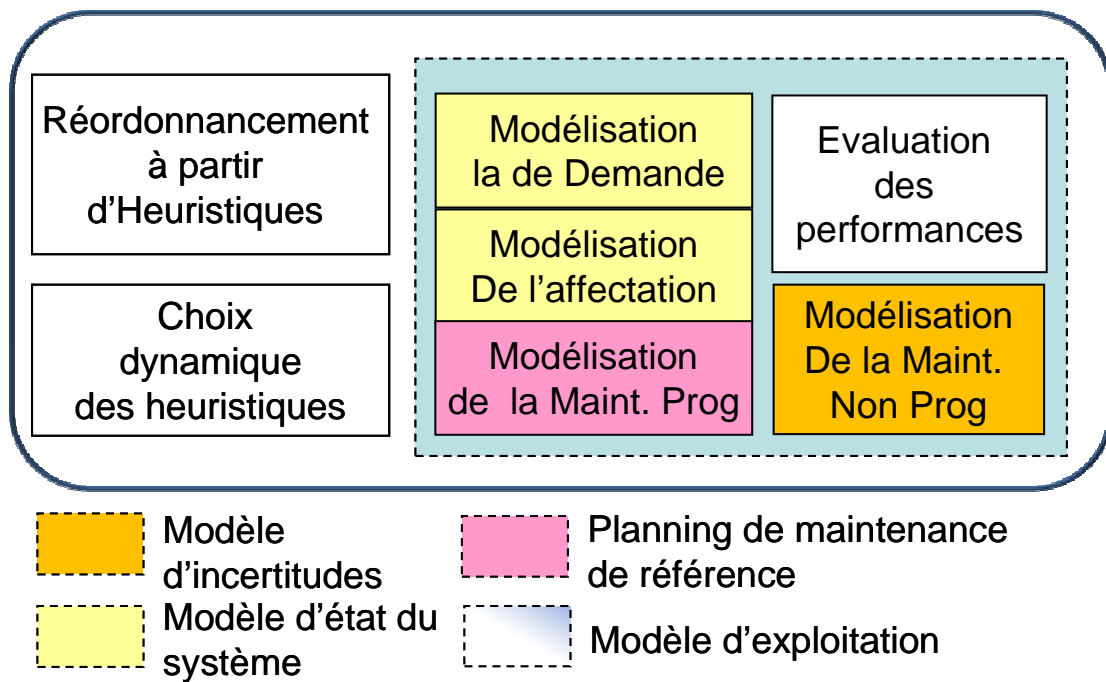 Réordonnancement
à partir
d'Heuristiques
Choix
dynamique
des heuristiques
Modélisation
la de Demande
Modélisation
De l'affectation
Modélisation
de la Maint. Prog
Evaluation
des
performances
Modélisation
De la Maint.
Non Prog
Modèle
d'incertitudes
Modèle d'état du
système
Planning de maintenance
de référence
Modèle d'exploitation